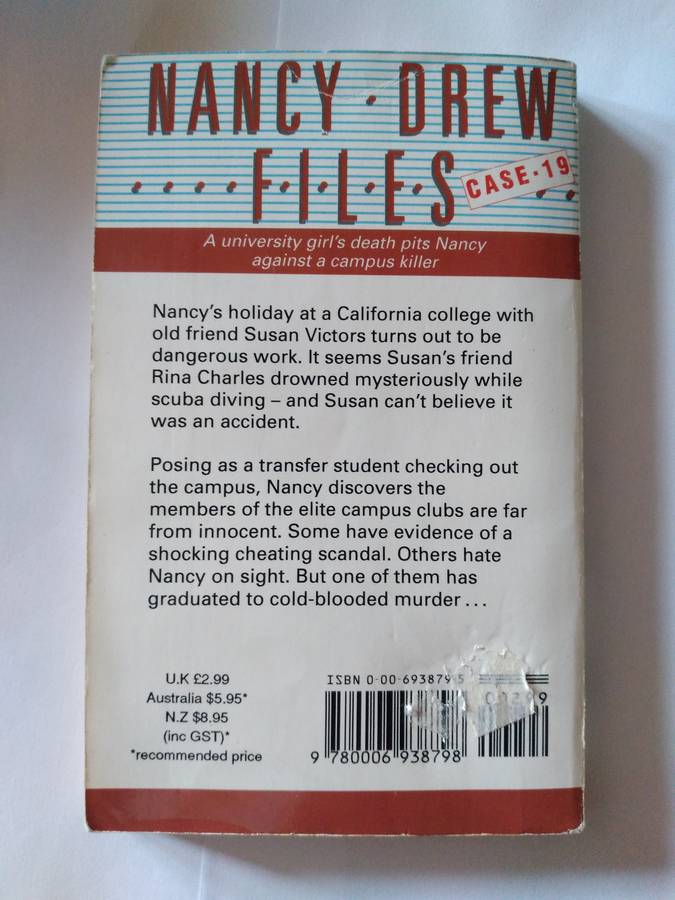 NANCY · DREW
· · · · F·I·L·E·S
CASE·19
A university girl's death pits Nancy
against a campus killer
Nancy's holiday at a California college with
old friend Susan Victors turns out to be
dangerous work. It seems Susan's friend
Rina Charles drowned mysteriously while
scuba diving – and Susan can't believe it
was an accident.
Posing as a transfer student checking out
the campus, Nancy discovers the
members of the elite campus clubs are far
from innocent. Some have evidence of a
shocking cheating scandal. Others hate
Nancy on sight. But one of them has
graduated to cold-blooded murder . . .
U.K £2.99
Australia $5.95*
N.Z $8.95
(inc GST)*
*recommended price
ISBN 0-00-693879-5
9 780006 938798